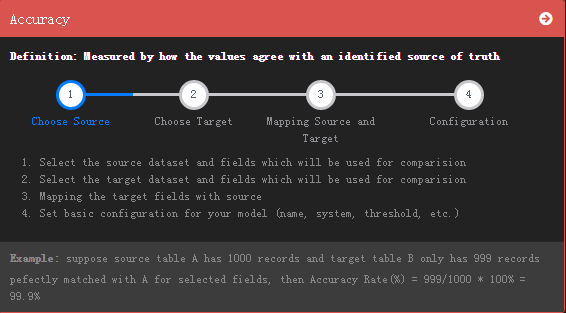 Accuracy
Definition: Measured by how the values agree with an identified source of truth
1 2 3 4
Choose Source Choose Target Mapping Source and Target Configuration
1. Select the source dataset and fields which will be used for comparision
2. Select the target dataset and fields which will be used for comparision
3. Mapping the target fields with source
4. Set basic configuration for your model (name, system, threshold, etc.)
Example: suppose source table A has 1000 records and target table B only has 999 records
pefectly matched with A for selected fields, then Accuracy Rate(%) = 999/1000 * 100% =
99.9%